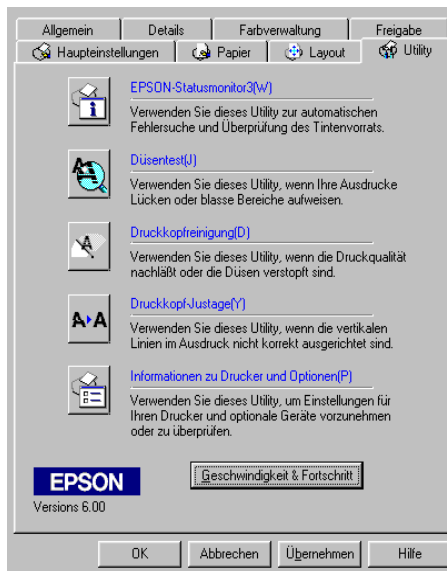 Allgemein Details Farbverwaltung Freigabe
Haupteinstellungen Papier Layout Utility
EPSON-Statusmonitor3(W)
Verwenden Sie dieses Utility zur automatischen
Fehlersuche und Überprüfung des Tintenvorrats.
Düsentest(J)
Verwenden Sie dieses Utility, wenn Ihre Ausdrucke
Lücken oder blasse Bereiche aufweisen.
Druckkopfreinigung(D)
Verwenden Sie dieses Utility, wenn die Druckqualität
nachläßt oder die Düsen verstopft sind.
Druckkopf-Justage(Y)
Verwenden Sie dieses Utility, wenn die vertikalen
Linien im Ausdruck nicht korrekt ausgerichtet sind.
Informationen zu Drucker und Optionen(P)
Verwenden Sie dieses Utility, um Einstellungen für
Ihren Drucker und optionale Geräte vorzunehmen
oder zu überprüfen.
Geschwindigkeit & Fortschritt
EPSON
Versions 6.00
OK Abbrechen Übernehmen Hilfe